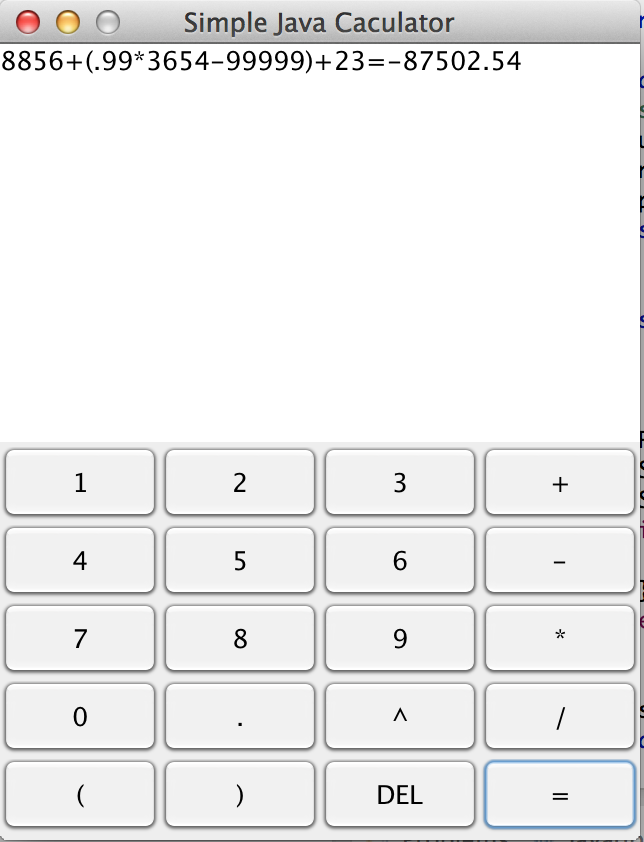 Simple Java Caculator
8856+(.99*3654-99999)+23=-87502.54
1 2 3 +
4 5 6 -
7 8 9 *
0 . ^ /
( ) DEL =